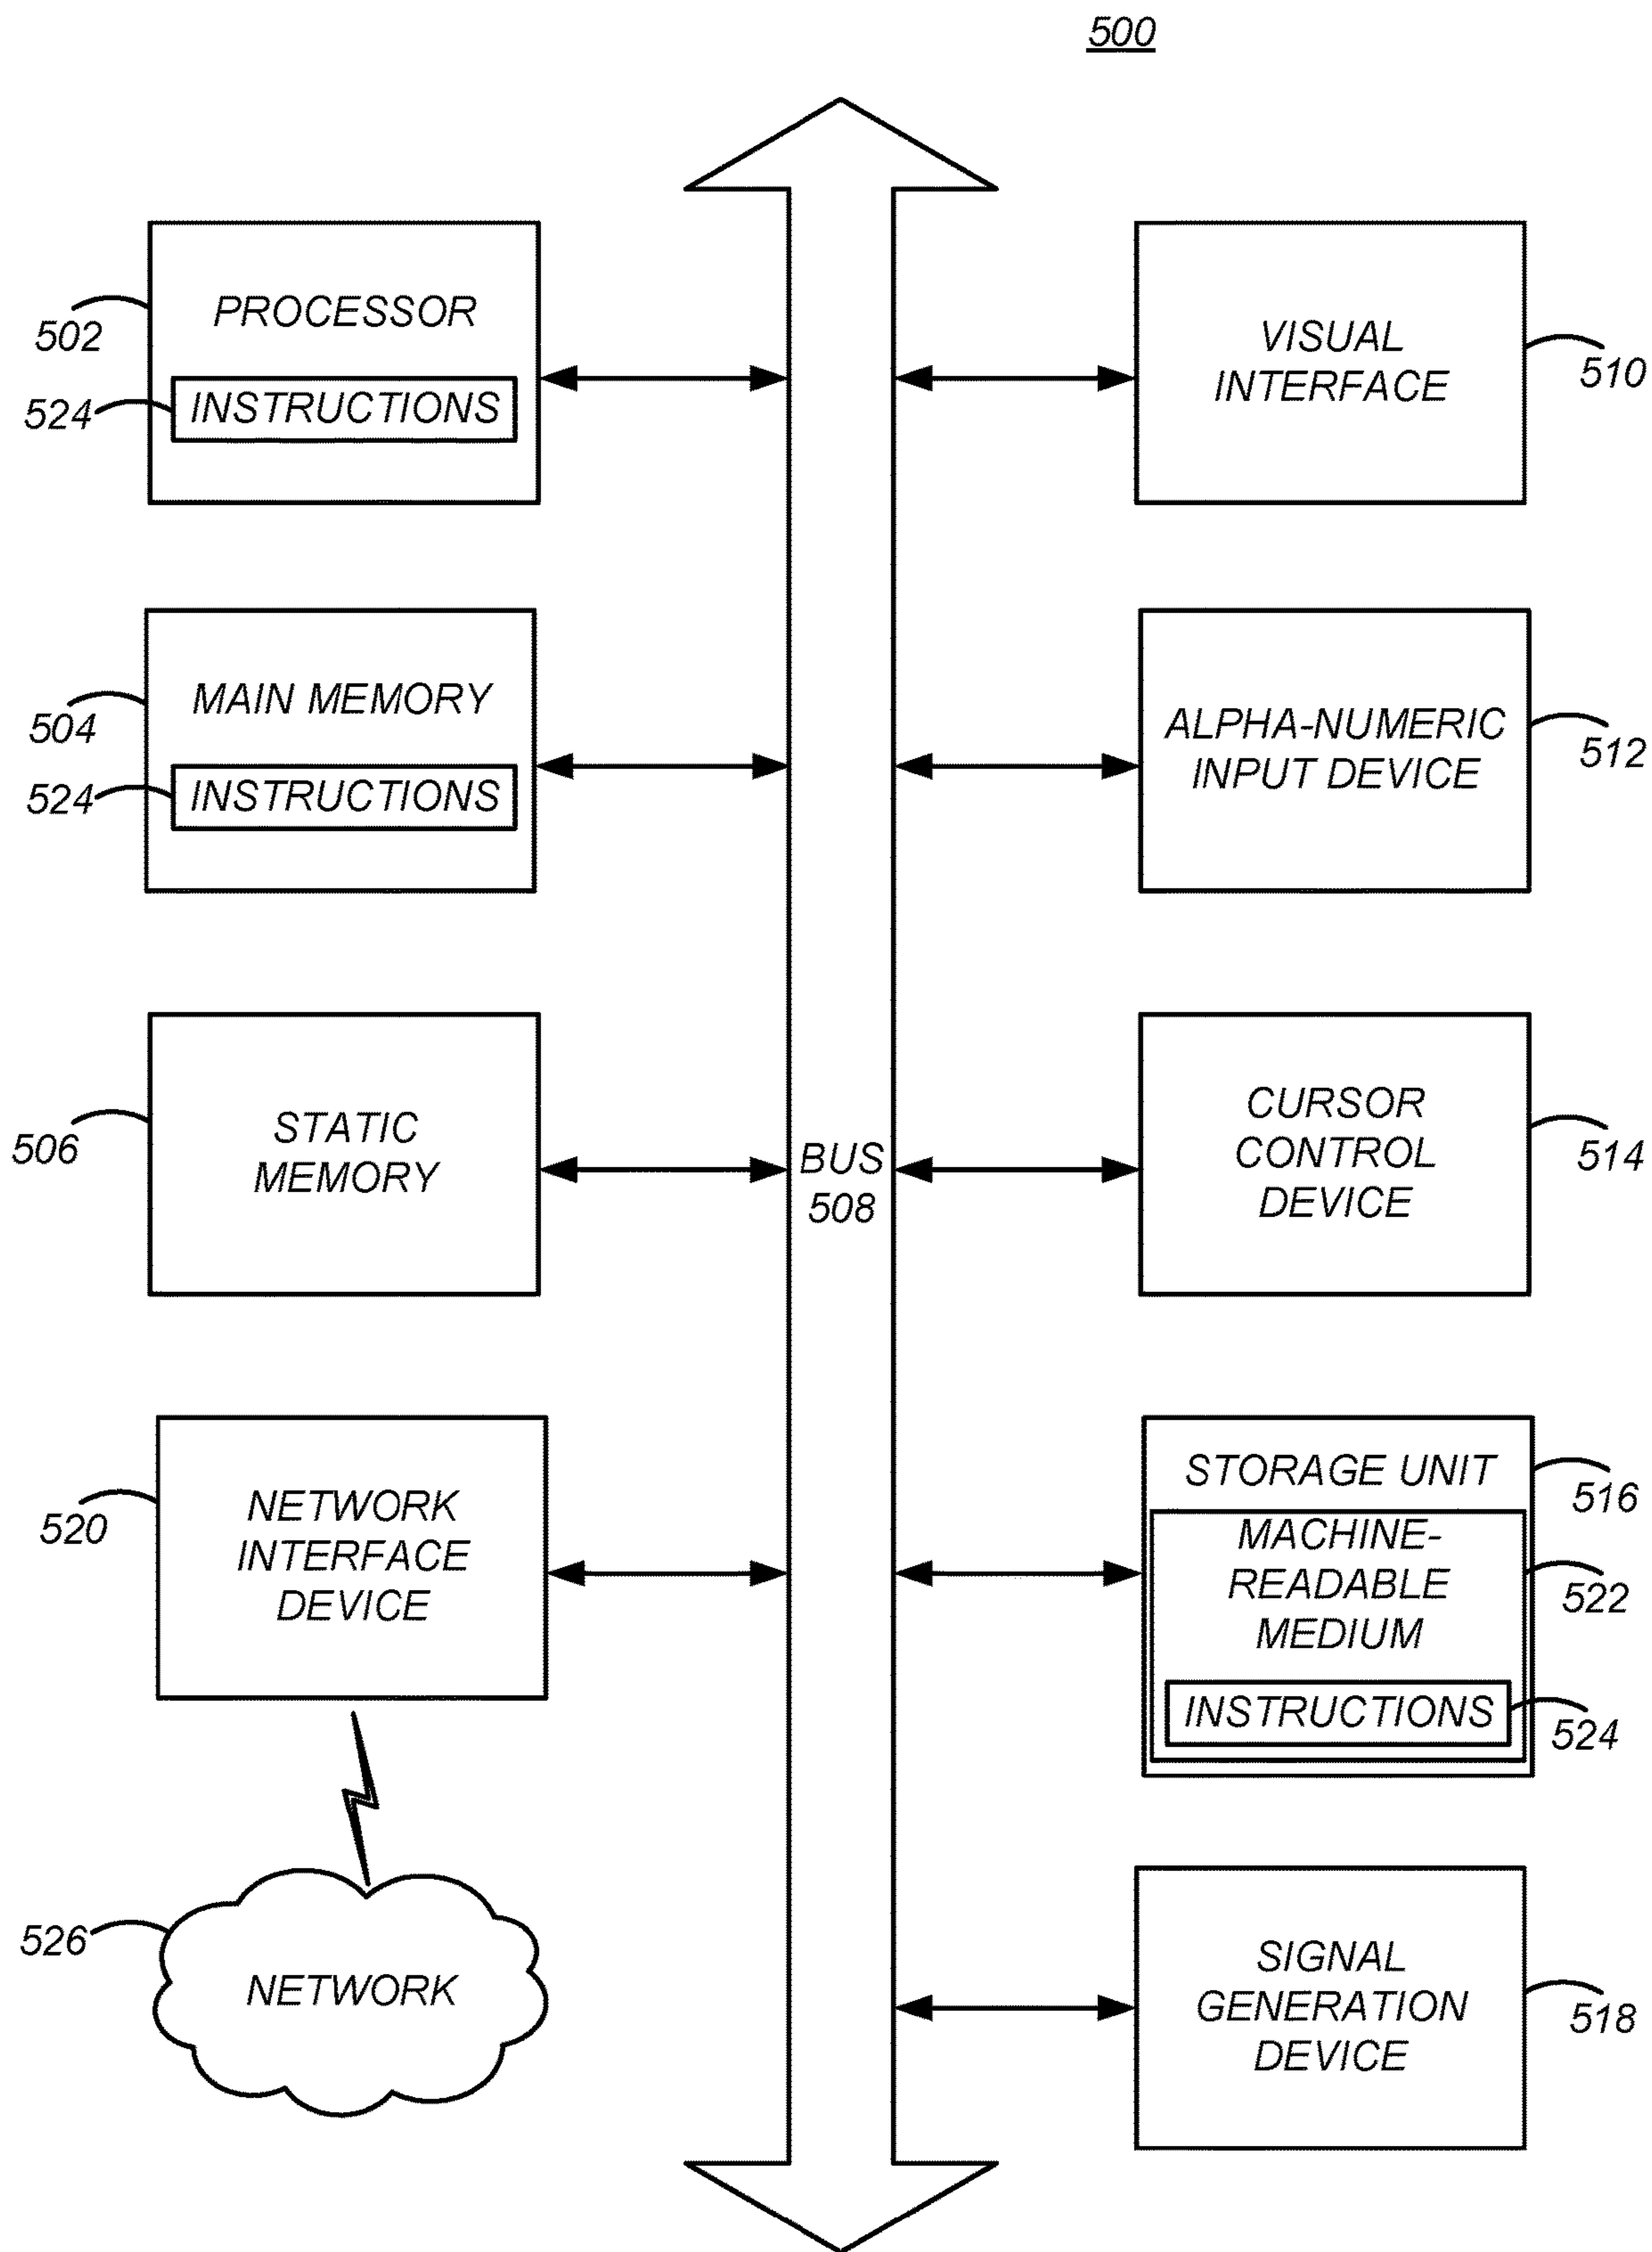 500
PROCESSOR
502
524
INSTRUCTIONS
VISUAL
INTERFACE
510
MAIN MEMORY
504
524
INSTRUCTIONS
ALPHA-NUMERIC
INPUT DEVICE
512
STATIC
MEMORY
506
BUS
508
CURSOR
CONTROL
DEVICE
514
NETWORK
INTERFACE
DEVICE
520
STORAGE UNIT
516
MACHINE-
READABLE
MEDIUM
522
INSTRUCTIONS
524
526
NETWORK
SIGNAL
GENERATION
DEVICE
518